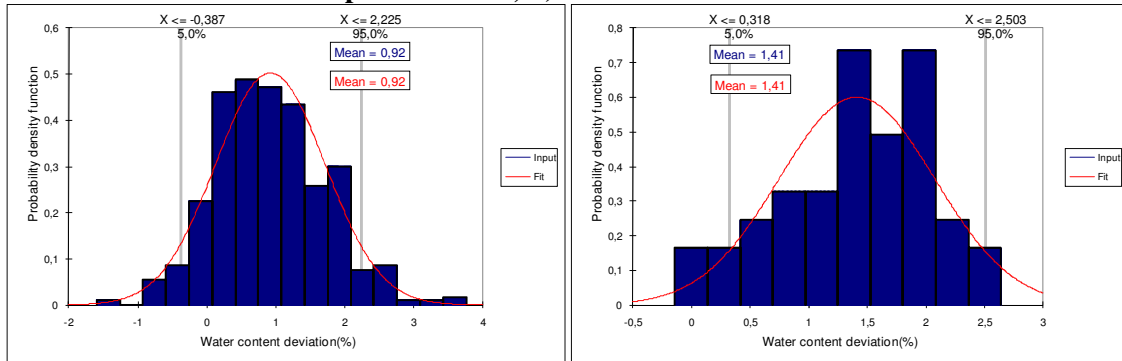 X <= -0,387
5,0%
X <= 2,225
95,0%
Mean = 0,92
Mean = 0,92
Probability density function
0,6
0,5
0,4
0,3
0,2
0,1
0
-2 -1 0 1 2 3 4
Water content deviation(%)
Input
Fit
X <= 0,318
5,0%
X <= 2,503
95,0%
Mean = 1,41
Mean = 1,41
Probability density function
0,8
0,7
0,6
0,5
0,4
0,3
0,2
0,1
0
-0,5 0 0,5 1 1,5 2 2,5 3
Water content deviation(%)
Input
Fit